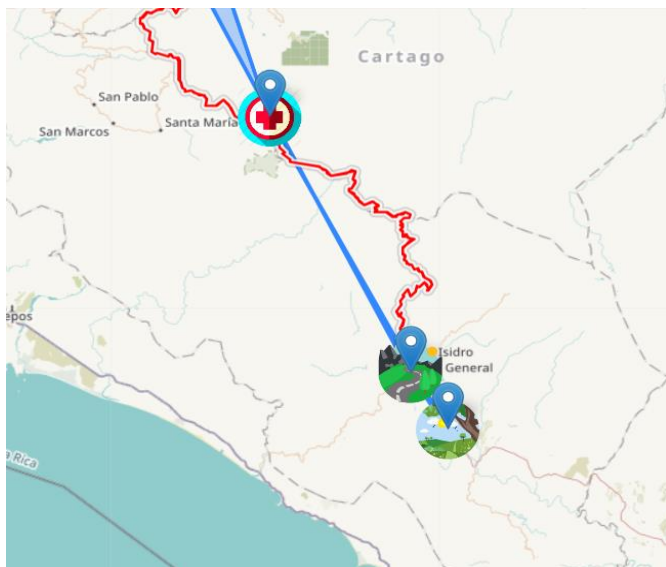 Cartago
San Pablo
San Marcos
Santa María
epos
Isidro
General
Rica